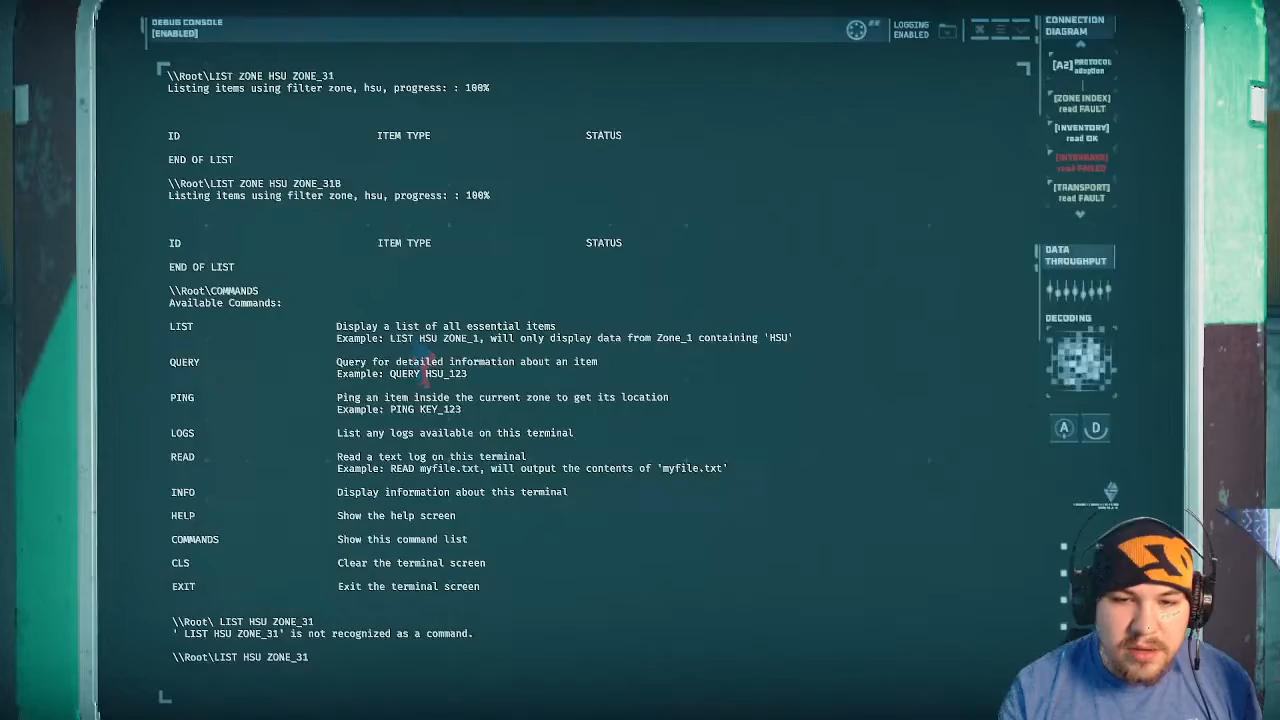 DEBUG CONSOLE
[ENABLED]
LOGGING
ENABLED
\\Root\LIST ZONE HSU ZONE_31
Listing items using filter zone, hsu, progress: : 100%
ID ITEM TYPE STATUS
END OF LIST
\\Root\LIST ZONE HSU ZONE_31B
Listing items using filter zone, hsu, progress: : 100%
ID ITEM TYPE STATUS
END OF LIST
\\Root\COMMANDS
Available Commands:
LIST Display a list of all essential items
Example: LIST HSU ZONE_1, will only display data from Zone_1 containing 'HSU'
QUERY Query for detailed information about an item
Example: QUERY HSU_123
PING Ping an item inside the current zone to get its location
Example: PING KEY_123
LOGS List any logs available on this terminal
READ Read a text log on this terminal
Example: READ myfile.txt, will output the contents of 'myfile.txt'
INFO Display information about this terminal
HELP Show the help screen
COMMANDS Show this command list
CLS Clear the terminal screen
EXIT Exit the terminal screen
\\Root\ LIST HSU ZONE_31
' LIST HSU ZONE_31' is not recognized as a command.
\\Root\LIST HSU ZONE_31
CONNECTION
DIAGRAM
[A2] PROTOCOL
adaption
[ZONE INDEX]
read FAULT
[INVENTORY]
read OK
read FAILED
[TRANSPORT]
read FAULT
DATA
THROUGHPUT
DECODING
A D